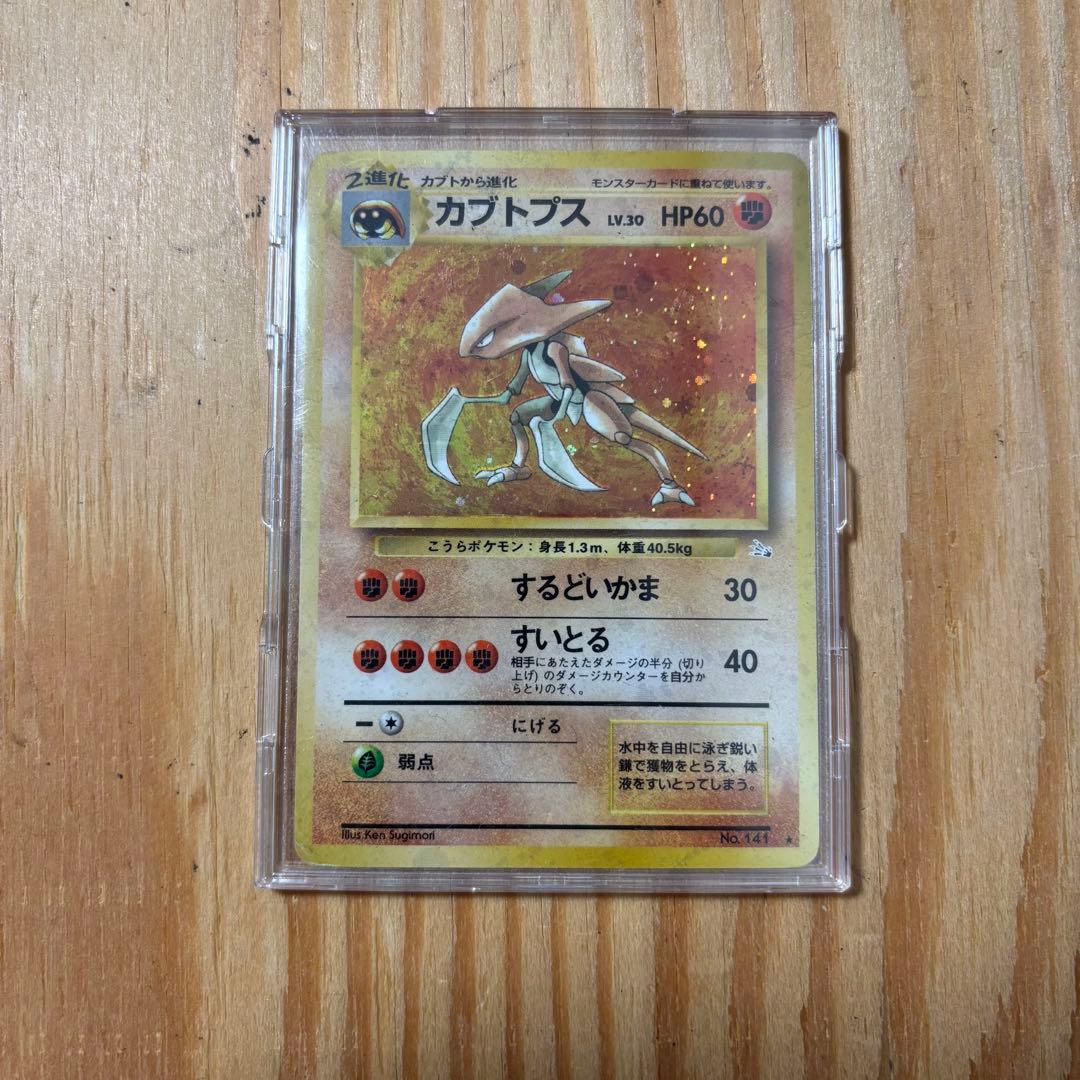 2進化 カブトから進化 モンスターカードに重ねて使います。
カブトプス LV.30 HP60
こうらポケモン:身長1.3m、体重40.5kg
するどいかま 30
すいとる 40
相手にあたえたダメージの半分(切り
上げ)のダメージカウンターを自分か
らとりのぞく。
にげる
弱点
水中を自由に泳ぎ鋭い
鎌で獲物をとらえ、体
液をすいとってしまう。
Illus.Ken Sugimori No. 141 ★